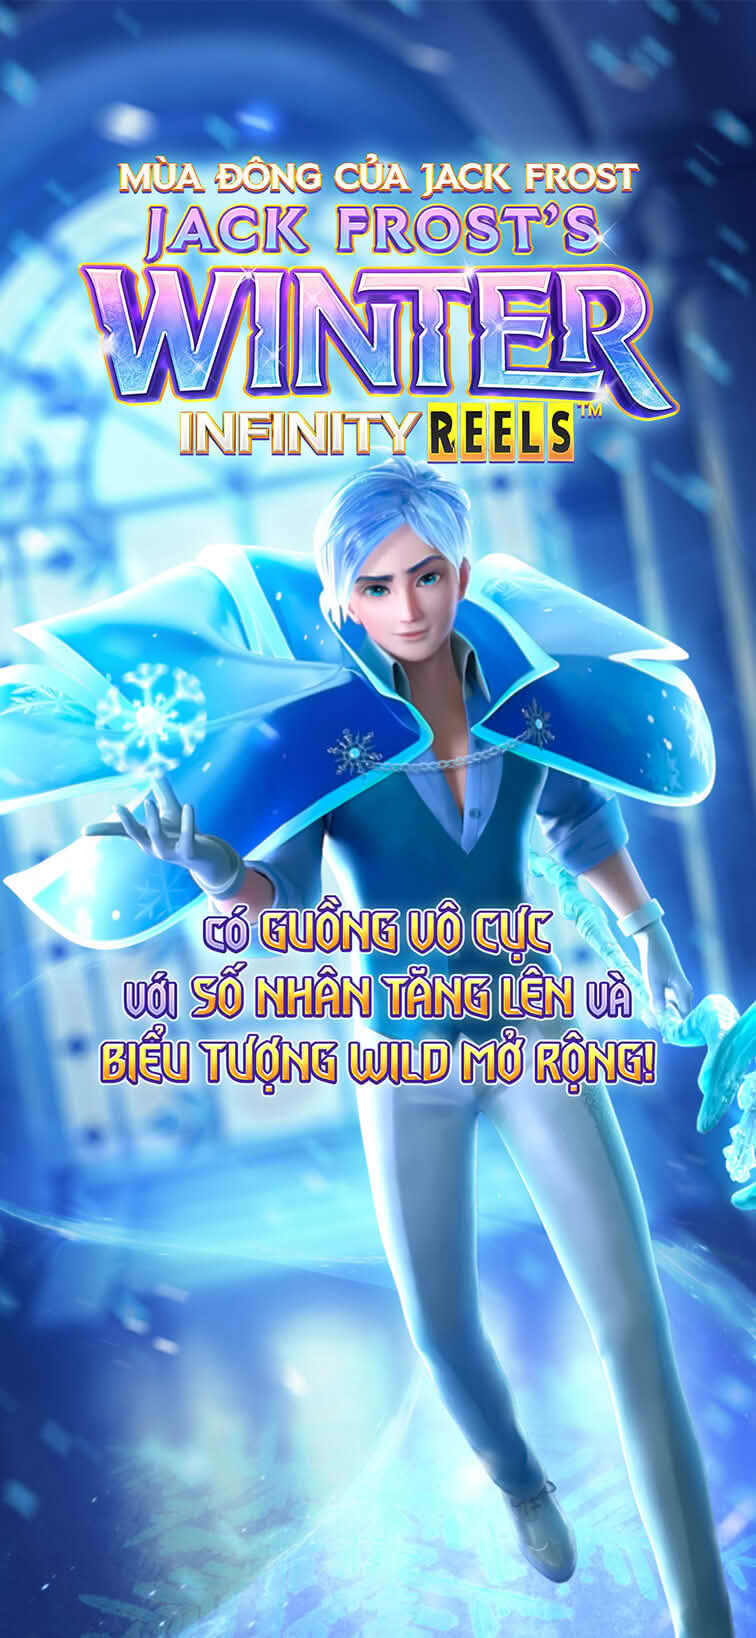 MÙA ĐÔNG CỦA JACK FROST
JACK FROST'S
WINTER
INFINITY REELS™
CÓ GUỒNG VÔ CỰC
VỚI SỐ NHÂN TĂNG LÊN VÀ
BIỂU TƯỢNG WILD MỞ RỘNG!